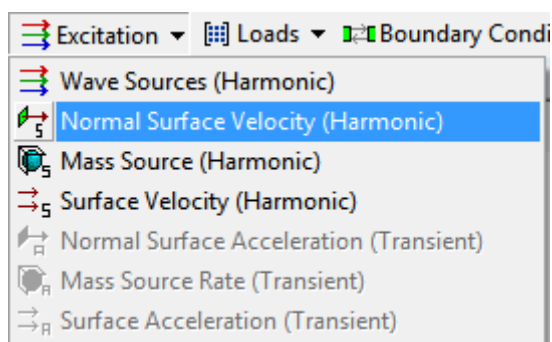 Excitation Loads Boundary Condi
Wave Sources (Harmonic)
Normal Surface Velocity (Harmonic)
Mass Source (Harmonic)
Surface Velocity (Harmonic)
Normal Surface Acceleration (Transient)
Mass Source Rate (Transient)
Surface Acceleration (Transient)